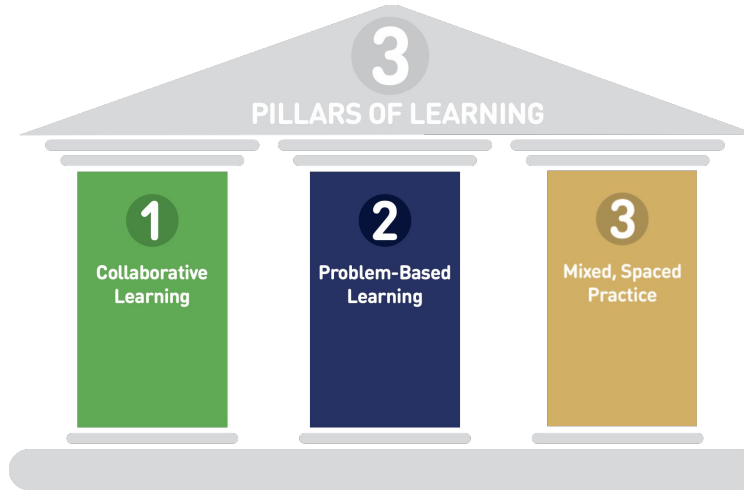 3
PILLARS OF LEARNING
1
Collaborative
Learning
2
Problem-Based
Learning
3
Mixed, Spaced
Practice